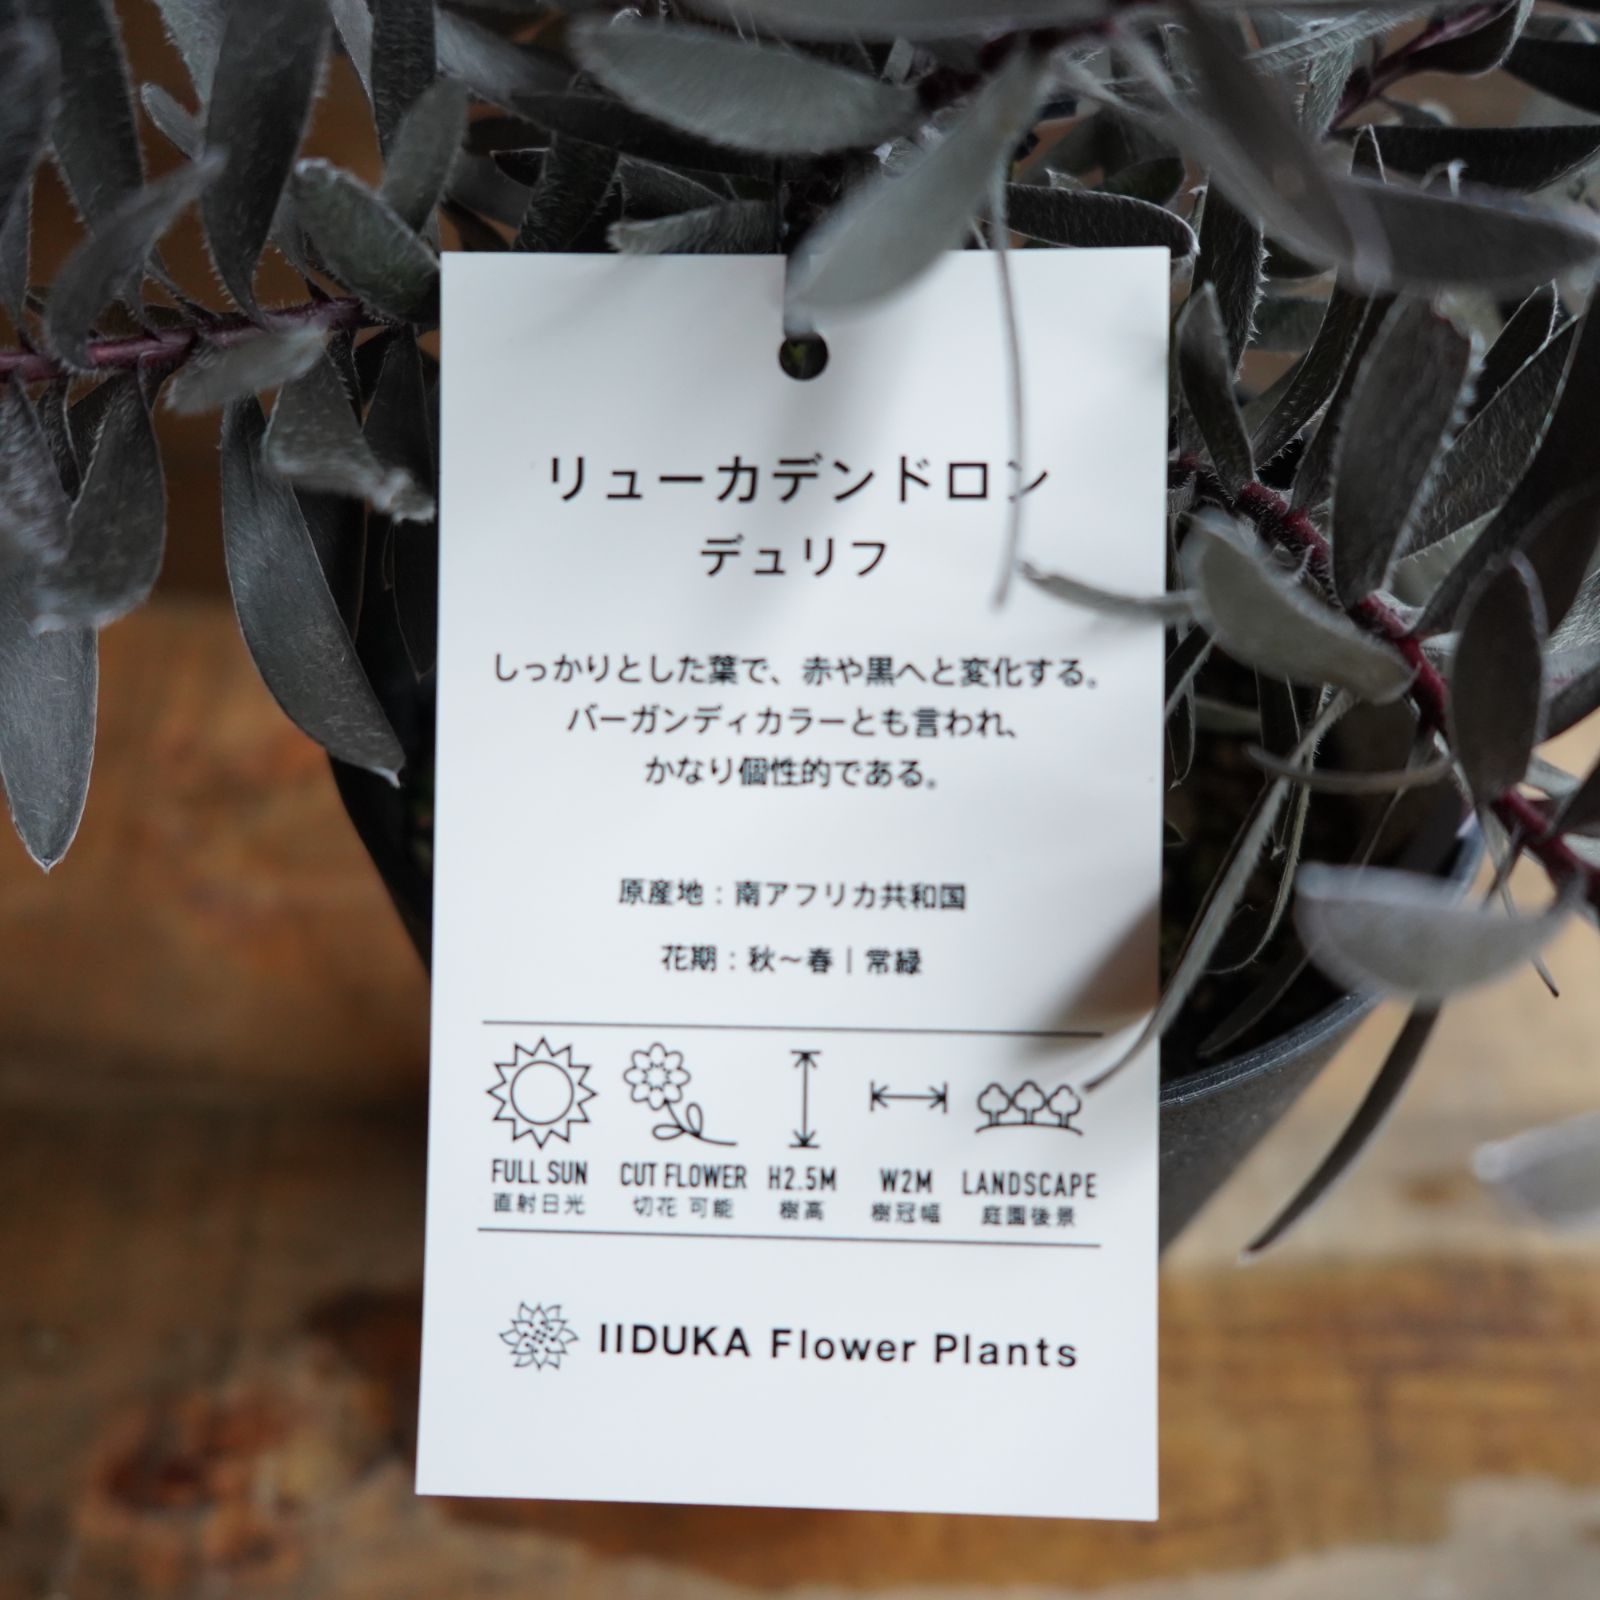 リューカデンドロン
デュリフ
しっかりとした葉で、赤や黒へと変化する。
バーガンディカラーとも言われ、
かなり個性的である。
原産地：南アフリカ共和国
花期：秋～春｜常緑
FULL SUN CUT FLOWER H2.5M W2M LANDSCAPE
直射日光 切花 可能 樹高 樹冠幅 庭園後景
IIDUKA Flower Plants